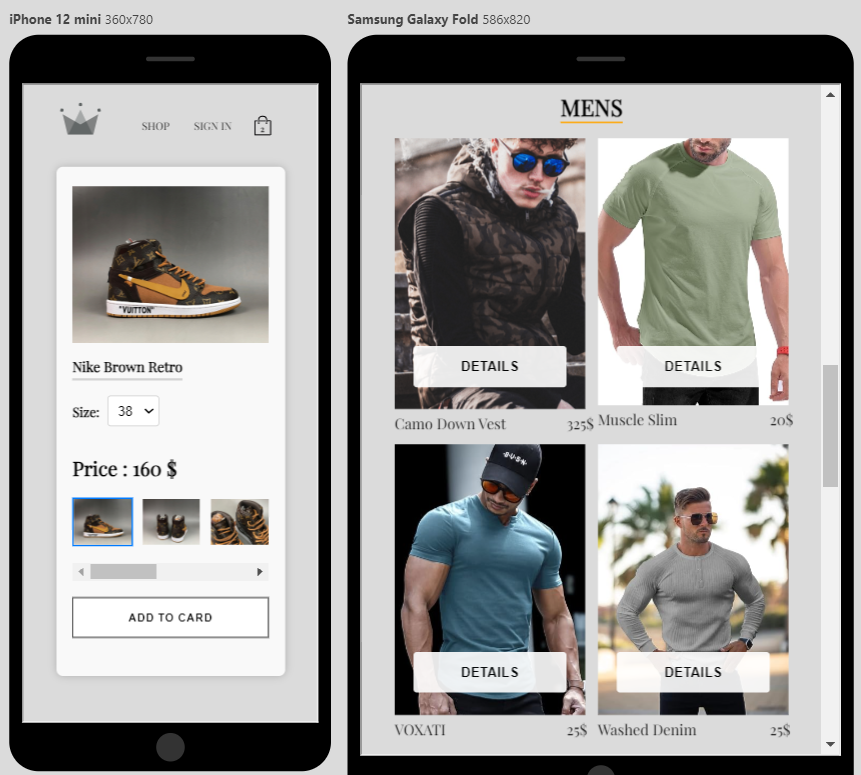 iPhone 12 mini 360x780
SHOP SIGN IN 2
"VUITTON"
Nike Brown Retro
Size: 38
Price : 160 $
ADD TO CARD
Samsung Galaxy Fold 586x820
MENS
DETAILS DETAILS
Camo Down Vest 325$ Muscle Slim 20$
DETAILS DETAILS
VOXATI 25$ Washed Denim 25$